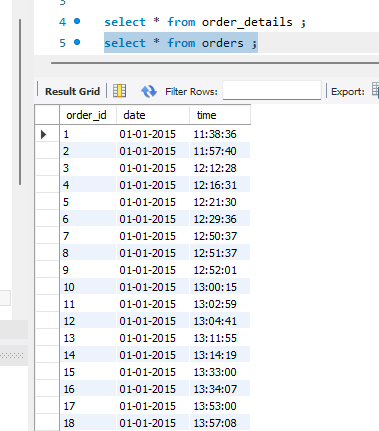 3
4 select * from order_details ;
5 select * from orders ;
Result Grid Filter Rows: Export:
order_id date time
1 01-01-2015 11:38:36
2 01-01-2015 11:57:40
3 01-01-2015 12:12:28
4 01-01-2015 12:16:31
5 01-01-2015 12:21:30
6 01-01-2015 12:29:36
7 01-01-2015 12:50:37
8 01-01-2015 12:51:37
9 01-01-2015 12:52:01
10 01-01-2015 13:00:15
11 01-01-2015 13:02:59
12 01-01-2015 13:04:41
13 01-01-2015 13:11:55
14 01-01-2015 13:14:19
15 01-01-2015 13:33:00
16 01-01-2015 13:34:07
17 01-01-2015 13:53:00
18 01-01-2015 13:57:08